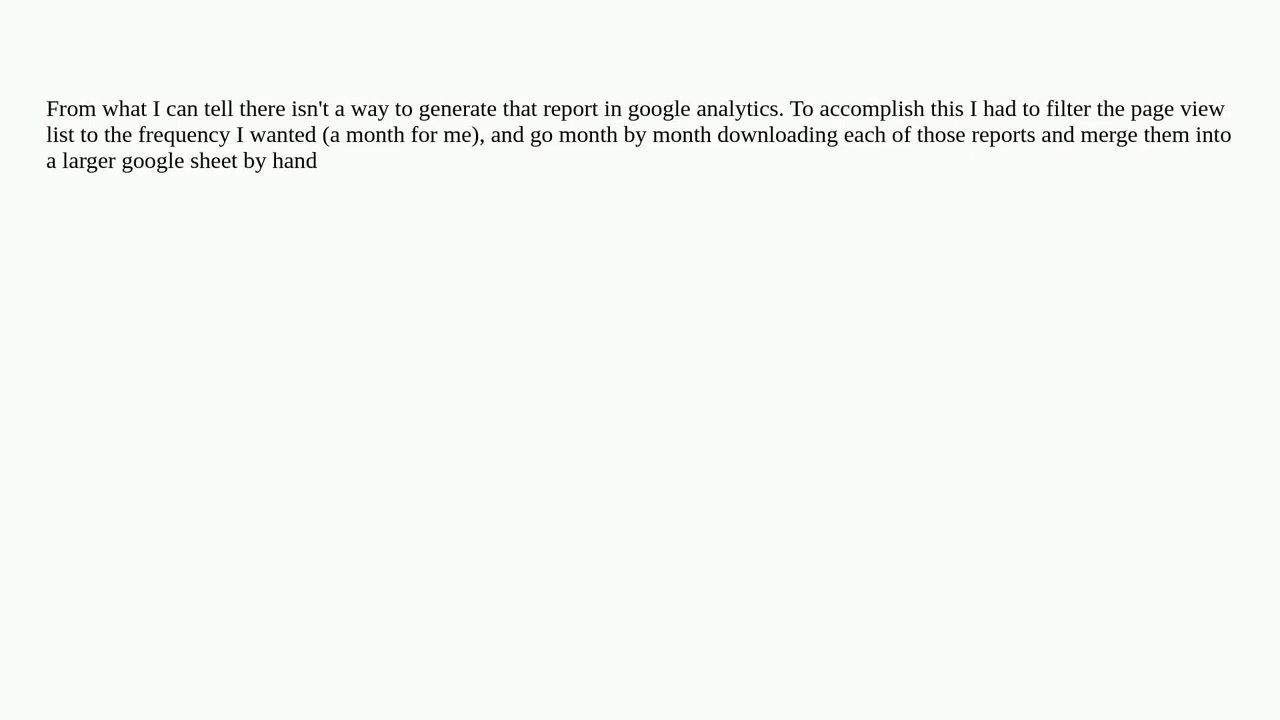 From what I can tell there isn't a way to generate that report in google analytics. To accomplish this I had to filter the page view
list to the frequency I wanted (a month for me), and go month by month downloading each of those reports and merge them into
a larger google sheet by hand